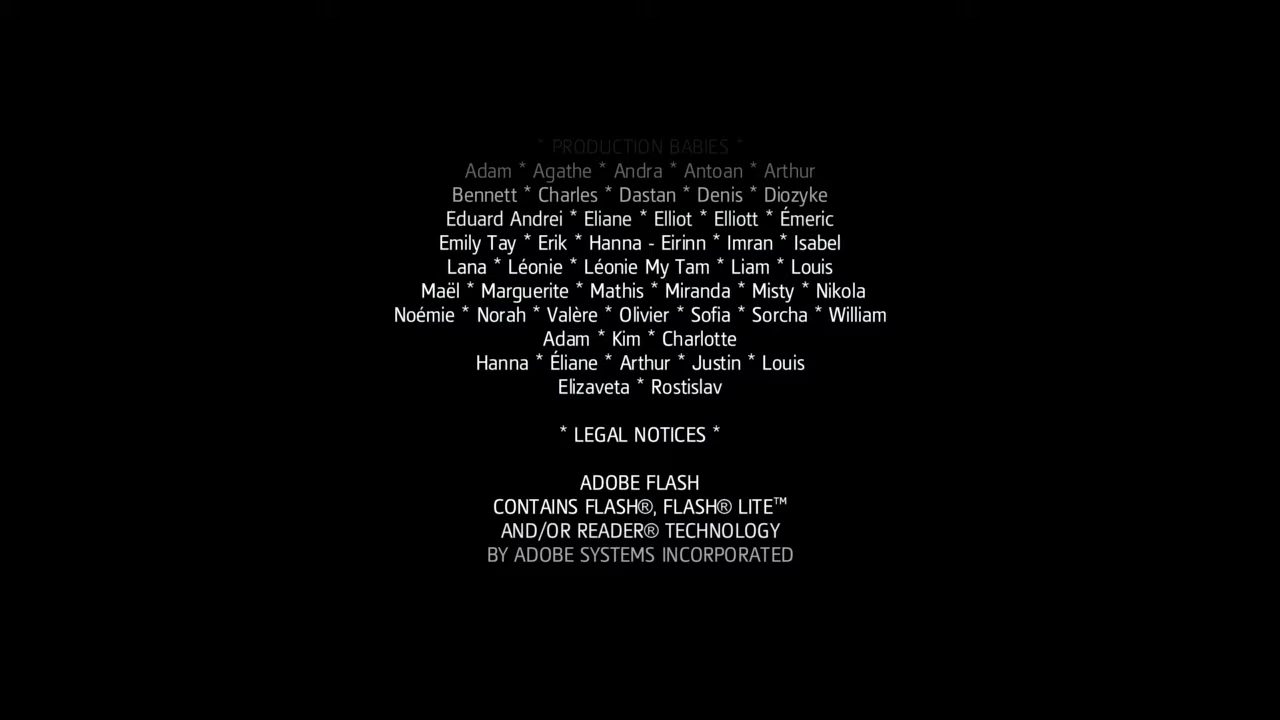 * PRODUCTION BABIES *
Adam * Agathe * Andra * Antoan * Arthur
Bennett * Charles * Dastan * Denis * Diozyke
Eduard Andrei * Eliane * Elliot * Elliott * Émeric
Emily Tay * Erik * Hanna - Eirinn * Imran * Isabel
Lana * Léonie * Léonie My Tam * Liam * Louis
Maël * Marguerite * Mathis * Miranda * Misty * Nikola
Noémie * Norah * Valère * Olivier * Sofia * Sorcha * William
Adam * Kim * Charlotte
Hanna * Éliane * Arthur * Justin * Louis
Elizaveta * Rostislav
* LEGAL NOTICES *
ADOBE FLASH
CONTAINS FLASH®, FLASH® LITE™
AND/OR READER® TECHNOLOGY
BY ADOBE SYSTEMS INCORPORATED